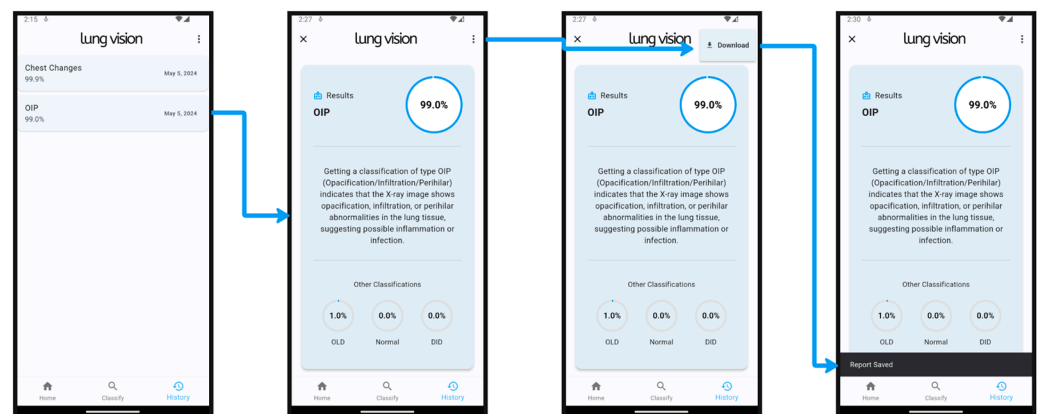 2:15
lung vision
Chest Changes
99.9%
May 5, 2024
OIP
99.0%
May 5, 2024
Home
Classify
History
2:27
lung vision
Results
OIP
99.0%
Getting a classification of type OIP
(Opacification/Infiltration/Perihilar)
indicates that the X-ray image shows
opacification, infiltration, or perihilar
abnormalities in the lung tissue,
suggesting possible inflammation or
infection.
Other Classifications
1.0%
0.0%
0.0%
OLD
Normal
DID
Home
Classify
History
2:27
lung vision
Download
Results
OIP
99.0%
Getting a classification of type OIP
(Opacification/Infiltration/Perihilar)
indicates that the X-ray image shows
opacification, infiltration, or perihilar
abnormalities in the lung tissue,
suggesting possible inflammation or
infection.
Other Classifications
1.0%
0.0%
0.0%
OLD
Normal
DID
Home
Classify
History
2:30
lung vision
Results
OIP
99.0%
Getting a classification of type OIP
(Opacification/Infiltration/Perihilar)
indicates that the X-ray image shows
opacification, infiltration, or perihilar
abnormalities in the lung tissue,
suggesting possible inflammation or
infection.
Other Classifications
1.0%
0.0%
0.0%
OLD
Normal
DID
Report Saved
Home
Classify
History